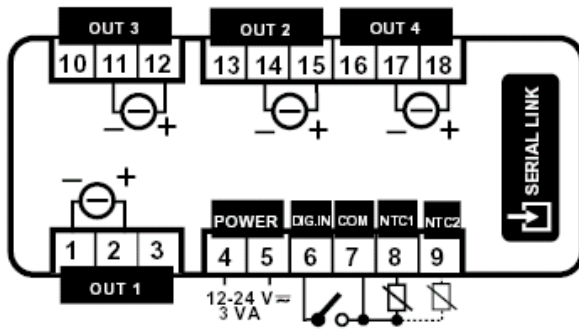 OUT 3 OUT 2 OUT 4
10 11 12 13 14 15 16 17 18
− + − + − +
SERIAL LINK
− +
POWER DIG.IN COM NTC1 NTC2
1 2 3 4 5 6 7 8 9
OUT 1
12-24 V⎓
3 VA